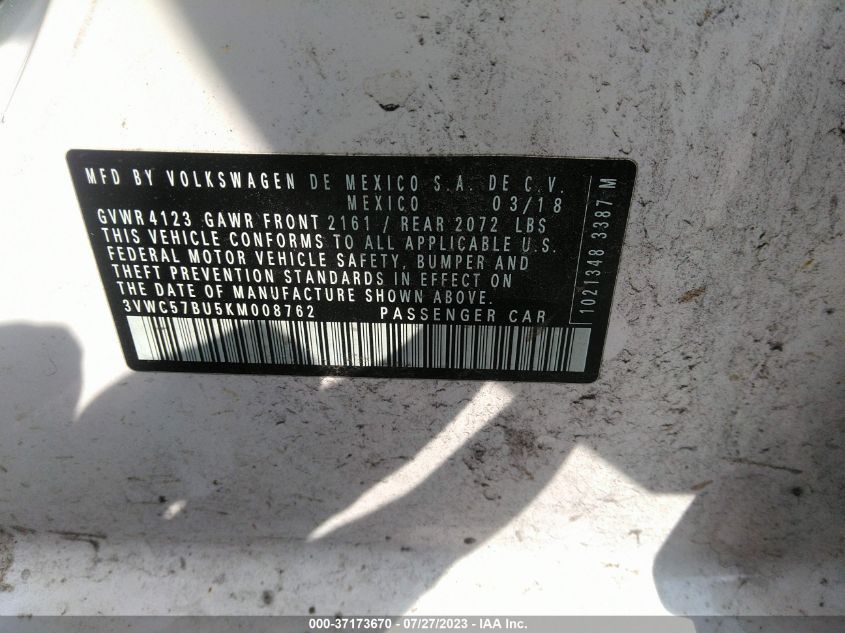 MFD BY VOLKSWAGEN DE MEXICO S.A. DE C.V.
MEXICO 03/18
GVWR 4123 GAWR FRONT 2161 / REAR 2072 LBS
THIS VEHICLE CONFORMS TO ALL APPLICABLE U.S.
FEDERAL MOTOR VEHICLE SAFETY, BUMPER AND
THEFT PREVENTION STANDARDS IN EFFECT ON
THE DATE OF MANUFACTURE SHOWN ABOVE.
3VWC57BU5KM008762 PASSENGER CAR
1021348 3387 M
000-37173670 - 07/27/2023 - IAA Inc.